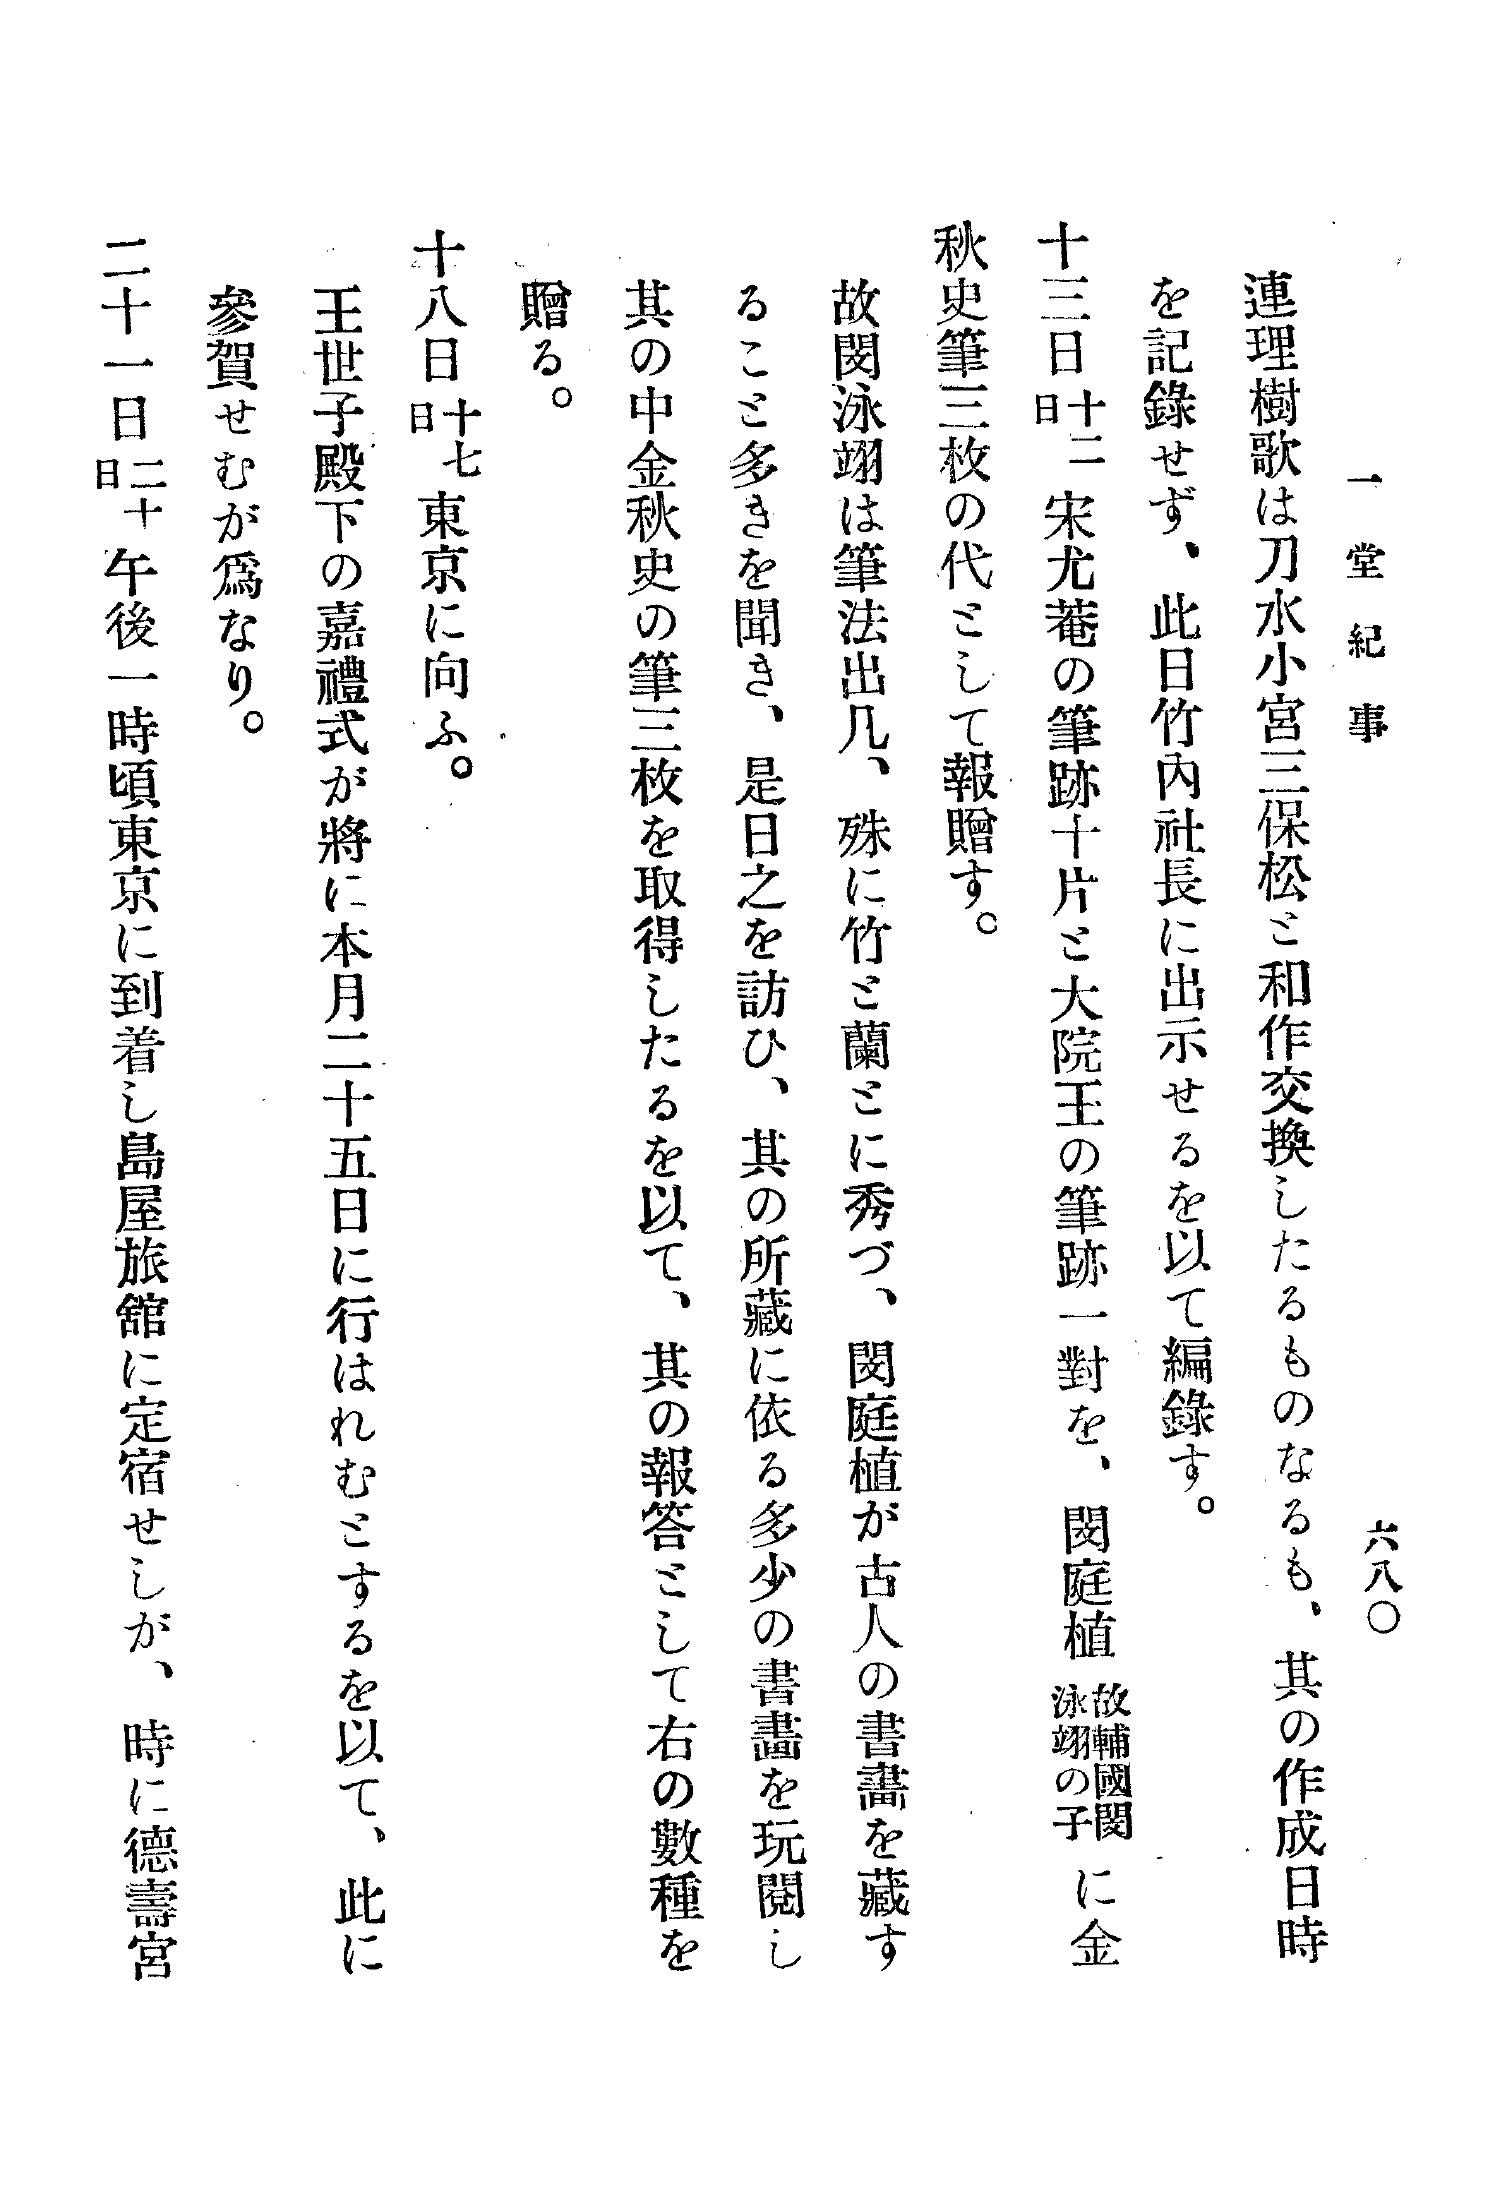 一堂紀事
六八〇
連理樹歌は刀水小宮三保松と和作交換したるものなるも、其の作成日時
を記錄せず、此日竹內社長に出示せるを以て編錄す。
十三日十二日宋尤菴の筆跡十片と大院王の筆跡一對を、閔庭植故輔國閔泳翊の子に金
秋史筆三枚の代として報贈す。
故閔泳翊は筆法出凡、殊に竹と蘭とに秀づ、閔庭植が古人の書畵を藏す
ること多きを聞き、是日之を訪ひ、其の所藏に依る多少の書畵を玩閱し
其の中金秋史の筆三枚を取得したるを以て、其の報答として右の數種を
贈る。
十八日十七日東京に向ふ。
王世子殿下の嘉禮式が將に本月二十五日に行はれむとするを以て、此に
參賀せむが爲なり。
二十一日二十日午後一時頃東京に到着し島屋旅舘に定宿せしが、時に德壽宮